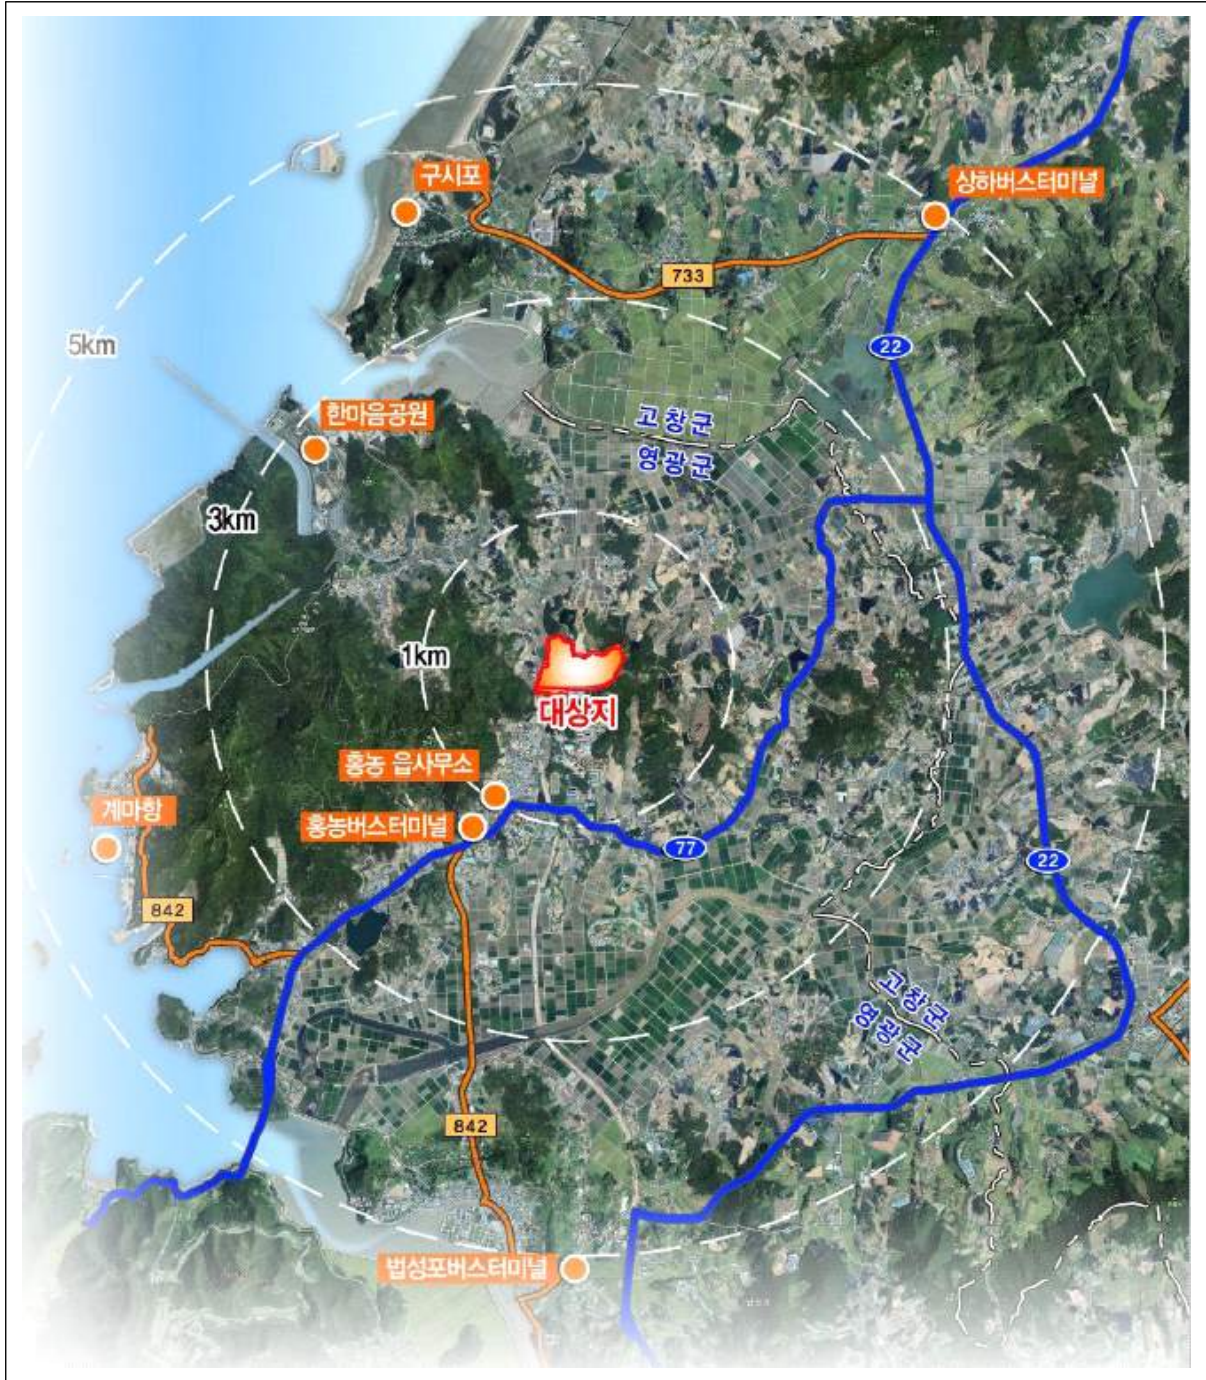 구시포
상하버스터미널
733
5km
22
한마음공원
고창군
영광군
3km
1km
대상지
홍농 읍사무소
계마항
홍농버스터미널
77
22
842
고창군
영광군
842
법성포버스터미널